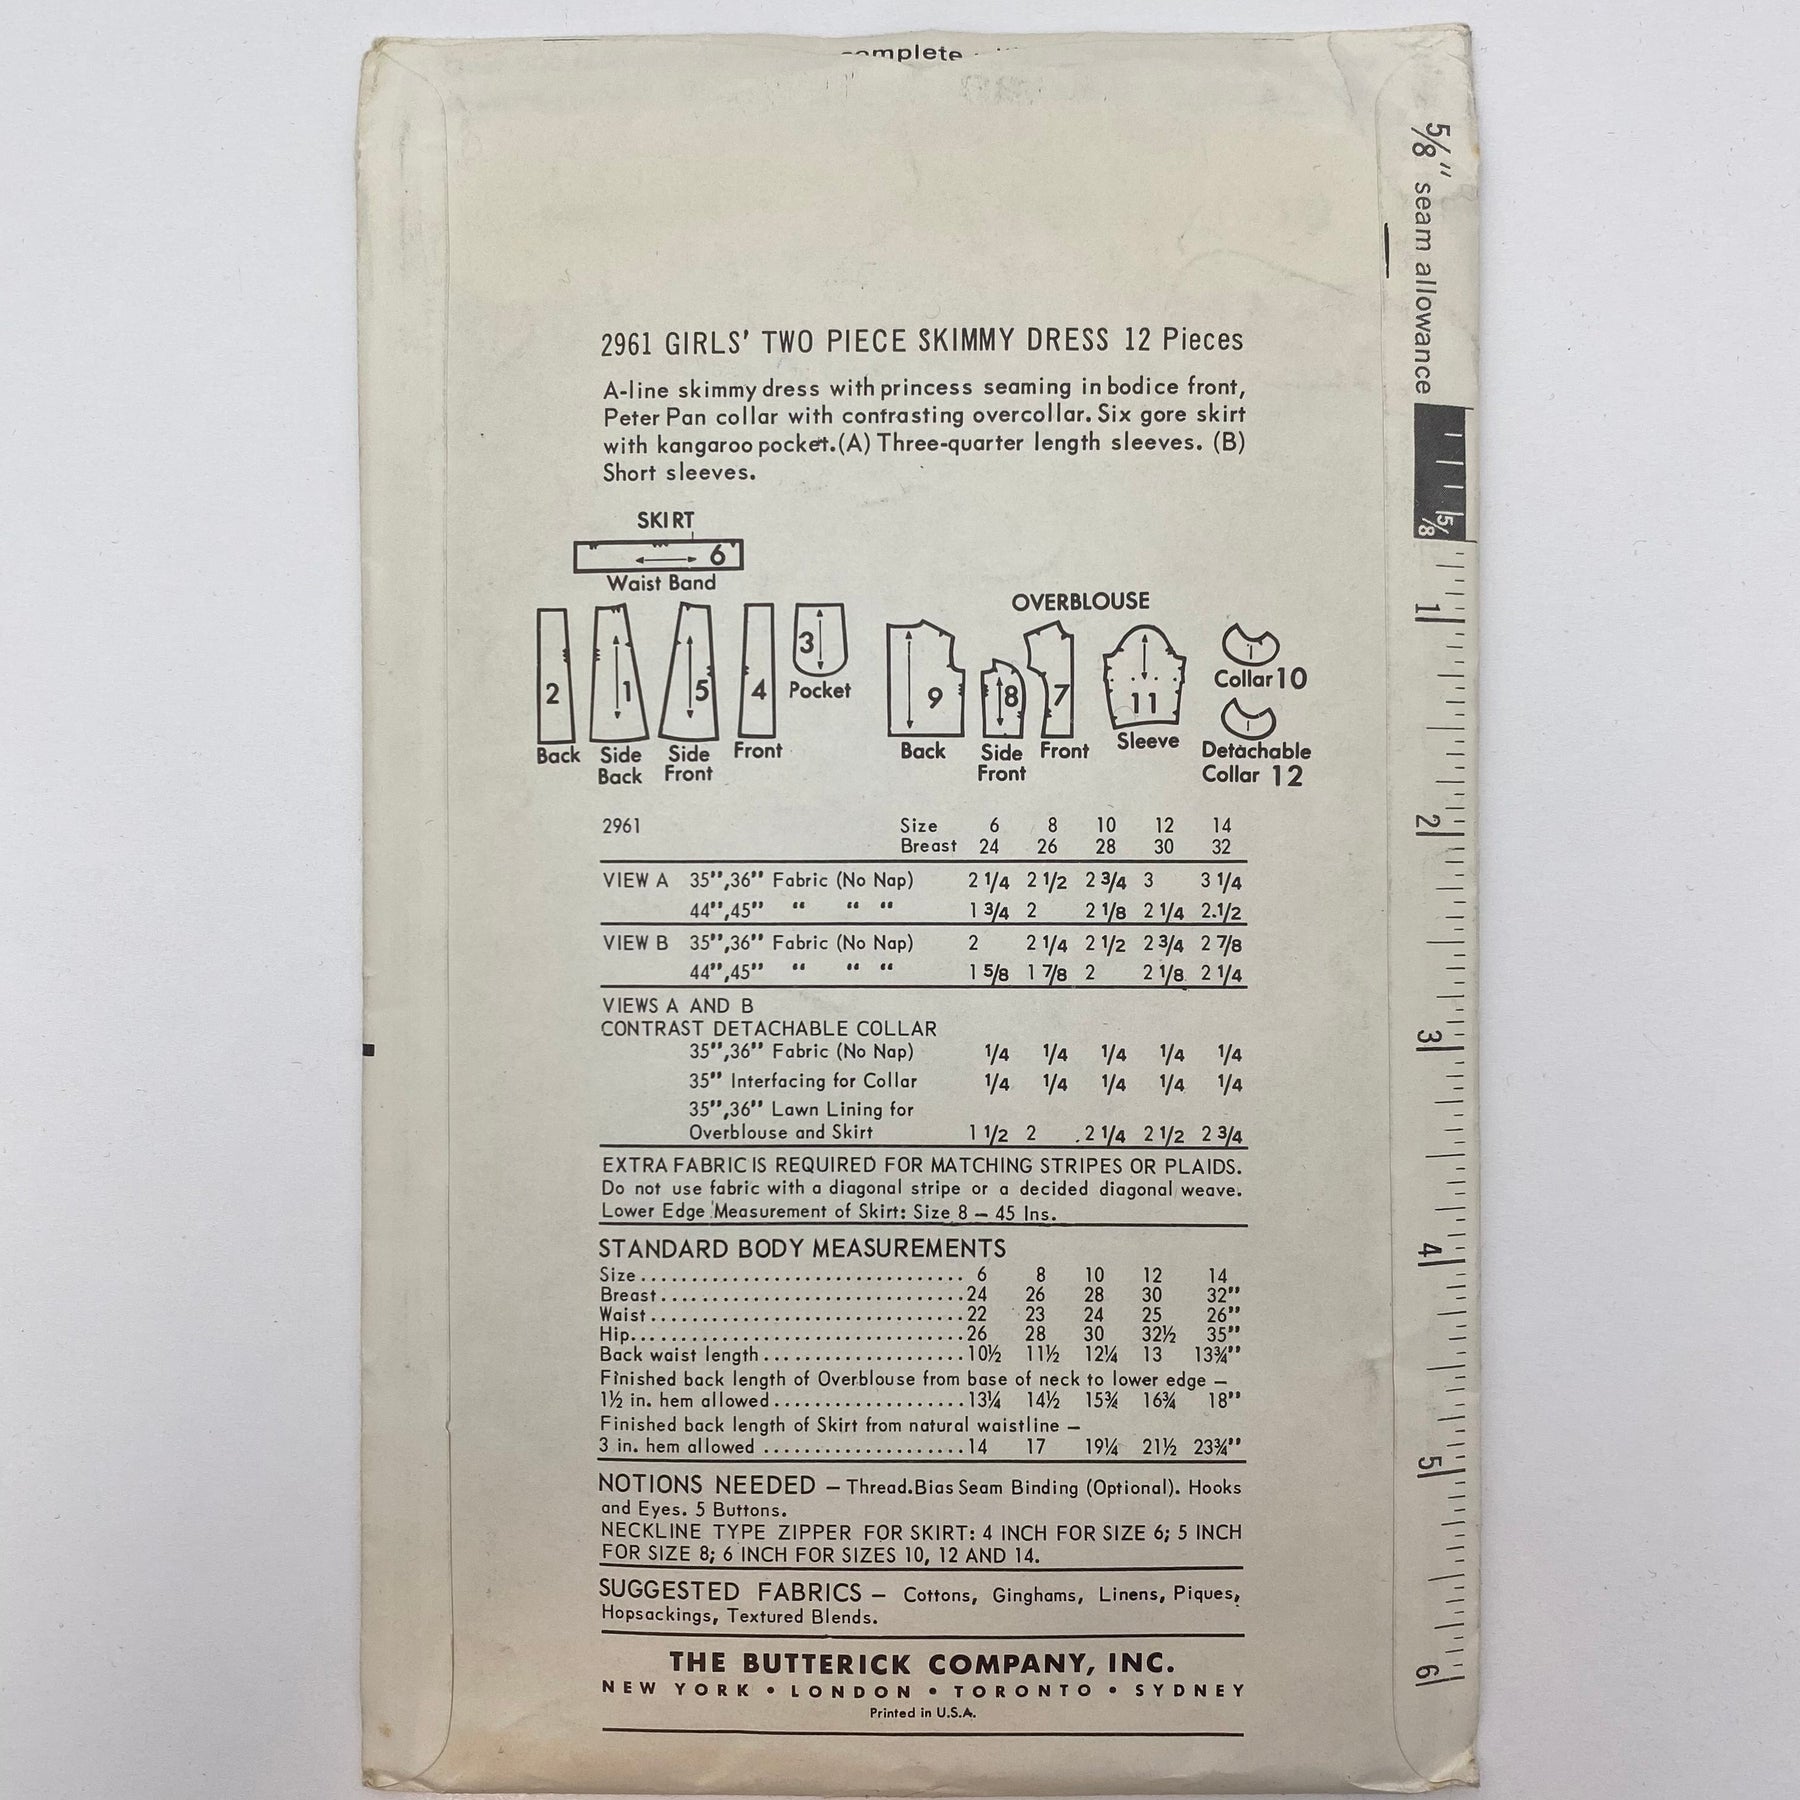 complete
5/8" seam allowance
5/8
1
2
3
4
5
6
2961 GIRLS' TWO PIECE SKIMMY DRESS 12 Pieces
A-line skimmy dress with princess seaming in bodice front,
Peter Pan collar with contrasting overcollar. Six gore skirt
with kangaroo pocket. (A) Three-quarter length sleeves. (B)
Short sleeves.
SKIRT
6
Waist Band
2
Back
1
Side
Back
5
Side
Front
4
Front
3
Pocket
OVERBLOUSE
9
Back
8
Side
Front
7
Front
11
Sleeve
Collar 10
Detachable
Collar 12
2961 Size 6 8 10 12 14
Breast 24 26 28 30 32
VIEW A 35",36" Fabric (No Nap) 2 1/4 2 1/2 2 3/4 3 3 1/4
44",45" " " " 1 3/4 2 2 1/8 2 1/4 2.1/2
VIEW B 35",36" Fabric (No Nap) 2 2 1/4 2 1/2 2 3/4 2 7/8
44",45" " " " 1 5/8 1 7/8 2 2 1/8 2 1/4
VIEWS A AND B
CONTRAST DETACHABLE COLLAR
35",36" Fabric (No Nap) 1/4 1/4 1/4 1/4 1/4
35" Interfacing for Collar 1/4 1/4 1/4 1/4 1/4
35",36" Lawn Lining for
Overblouse and Skirt 1 1/2 2 2 1/4 2 1/2 2 3/4
EXTRA FABRIC IS REQUIRED FOR MATCHING STRIPES OR PLAIDS.
Do not use fabric with a diagonal stripe or a decided diagonal weave.
Lower Edge Measurement of Skirt: Size 8 – 45 Ins.
STANDARD BODY MEASUREMENTS
Size................................ 6 8 10 12 14
Breast..............................24 26 28 30 32"
Waist...............................22 23 24 25 26"
Hip.................................26 28 30 32½ 35"
Back waist length....................10½ 11½ 12¼ 13 13¾"
Finished back length of Overblouse from base of neck to lower edge –
1½ in. hem allowed...................13¼ 14½ 15¾ 16¾ 18"
Finished back length of Skirt from natural waistline –
3 in. hem allowed ....................14 17 19¼ 21½ 23¾"
NOTIONS NEEDED – Thread. Bias Seam Binding (Optional). Hooks
and Eyes. 5 Buttons.
NECKLINE TYPE ZIPPER FOR SKIRT: 4 INCH FOR SIZE 6; 5 INCH
FOR SIZE 8; 6 INCH FOR SIZES 10, 12 AND 14.
SUGGESTED FABRICS – Cottons, Ginghams, Linens, Piques,
Hopsackings, Textured Blends.
THE BUTTERICK COMPANY, INC.
NEW YORK • LONDON • TORONTO • SYDNEY
Printed in U.S.A.